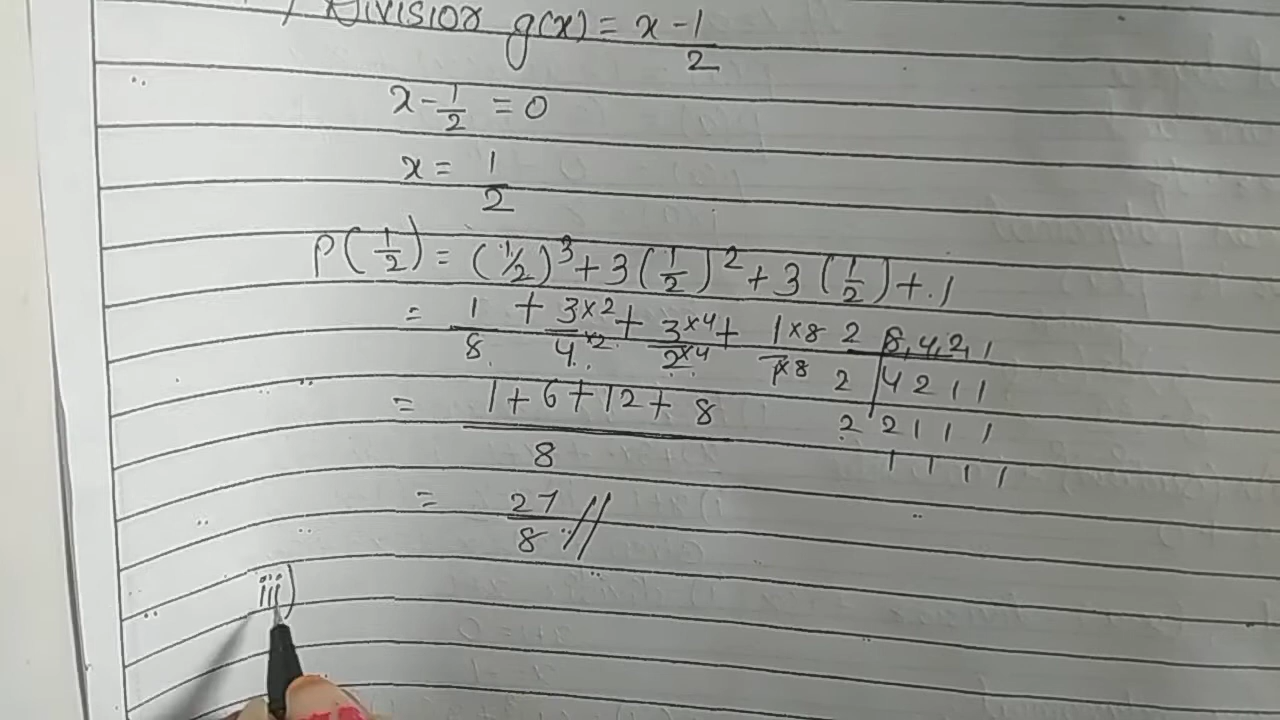 ) Division g(x) = x - 1/2
x - 1/2 = 0
x = 1/2
P(1/2) = (1/2)³ + 3(1/2)² + 3(1/2) + 1
= 1/8 + 3×2/4×2 + 3×4/2×4 + 1×8/1×8
2 8,4,2,1
2 4 2 1 1
= 1 + 6 + 12 + 8 / 8
2 2 1 1 1
1 1 1 1
= 27/8 //
iii)